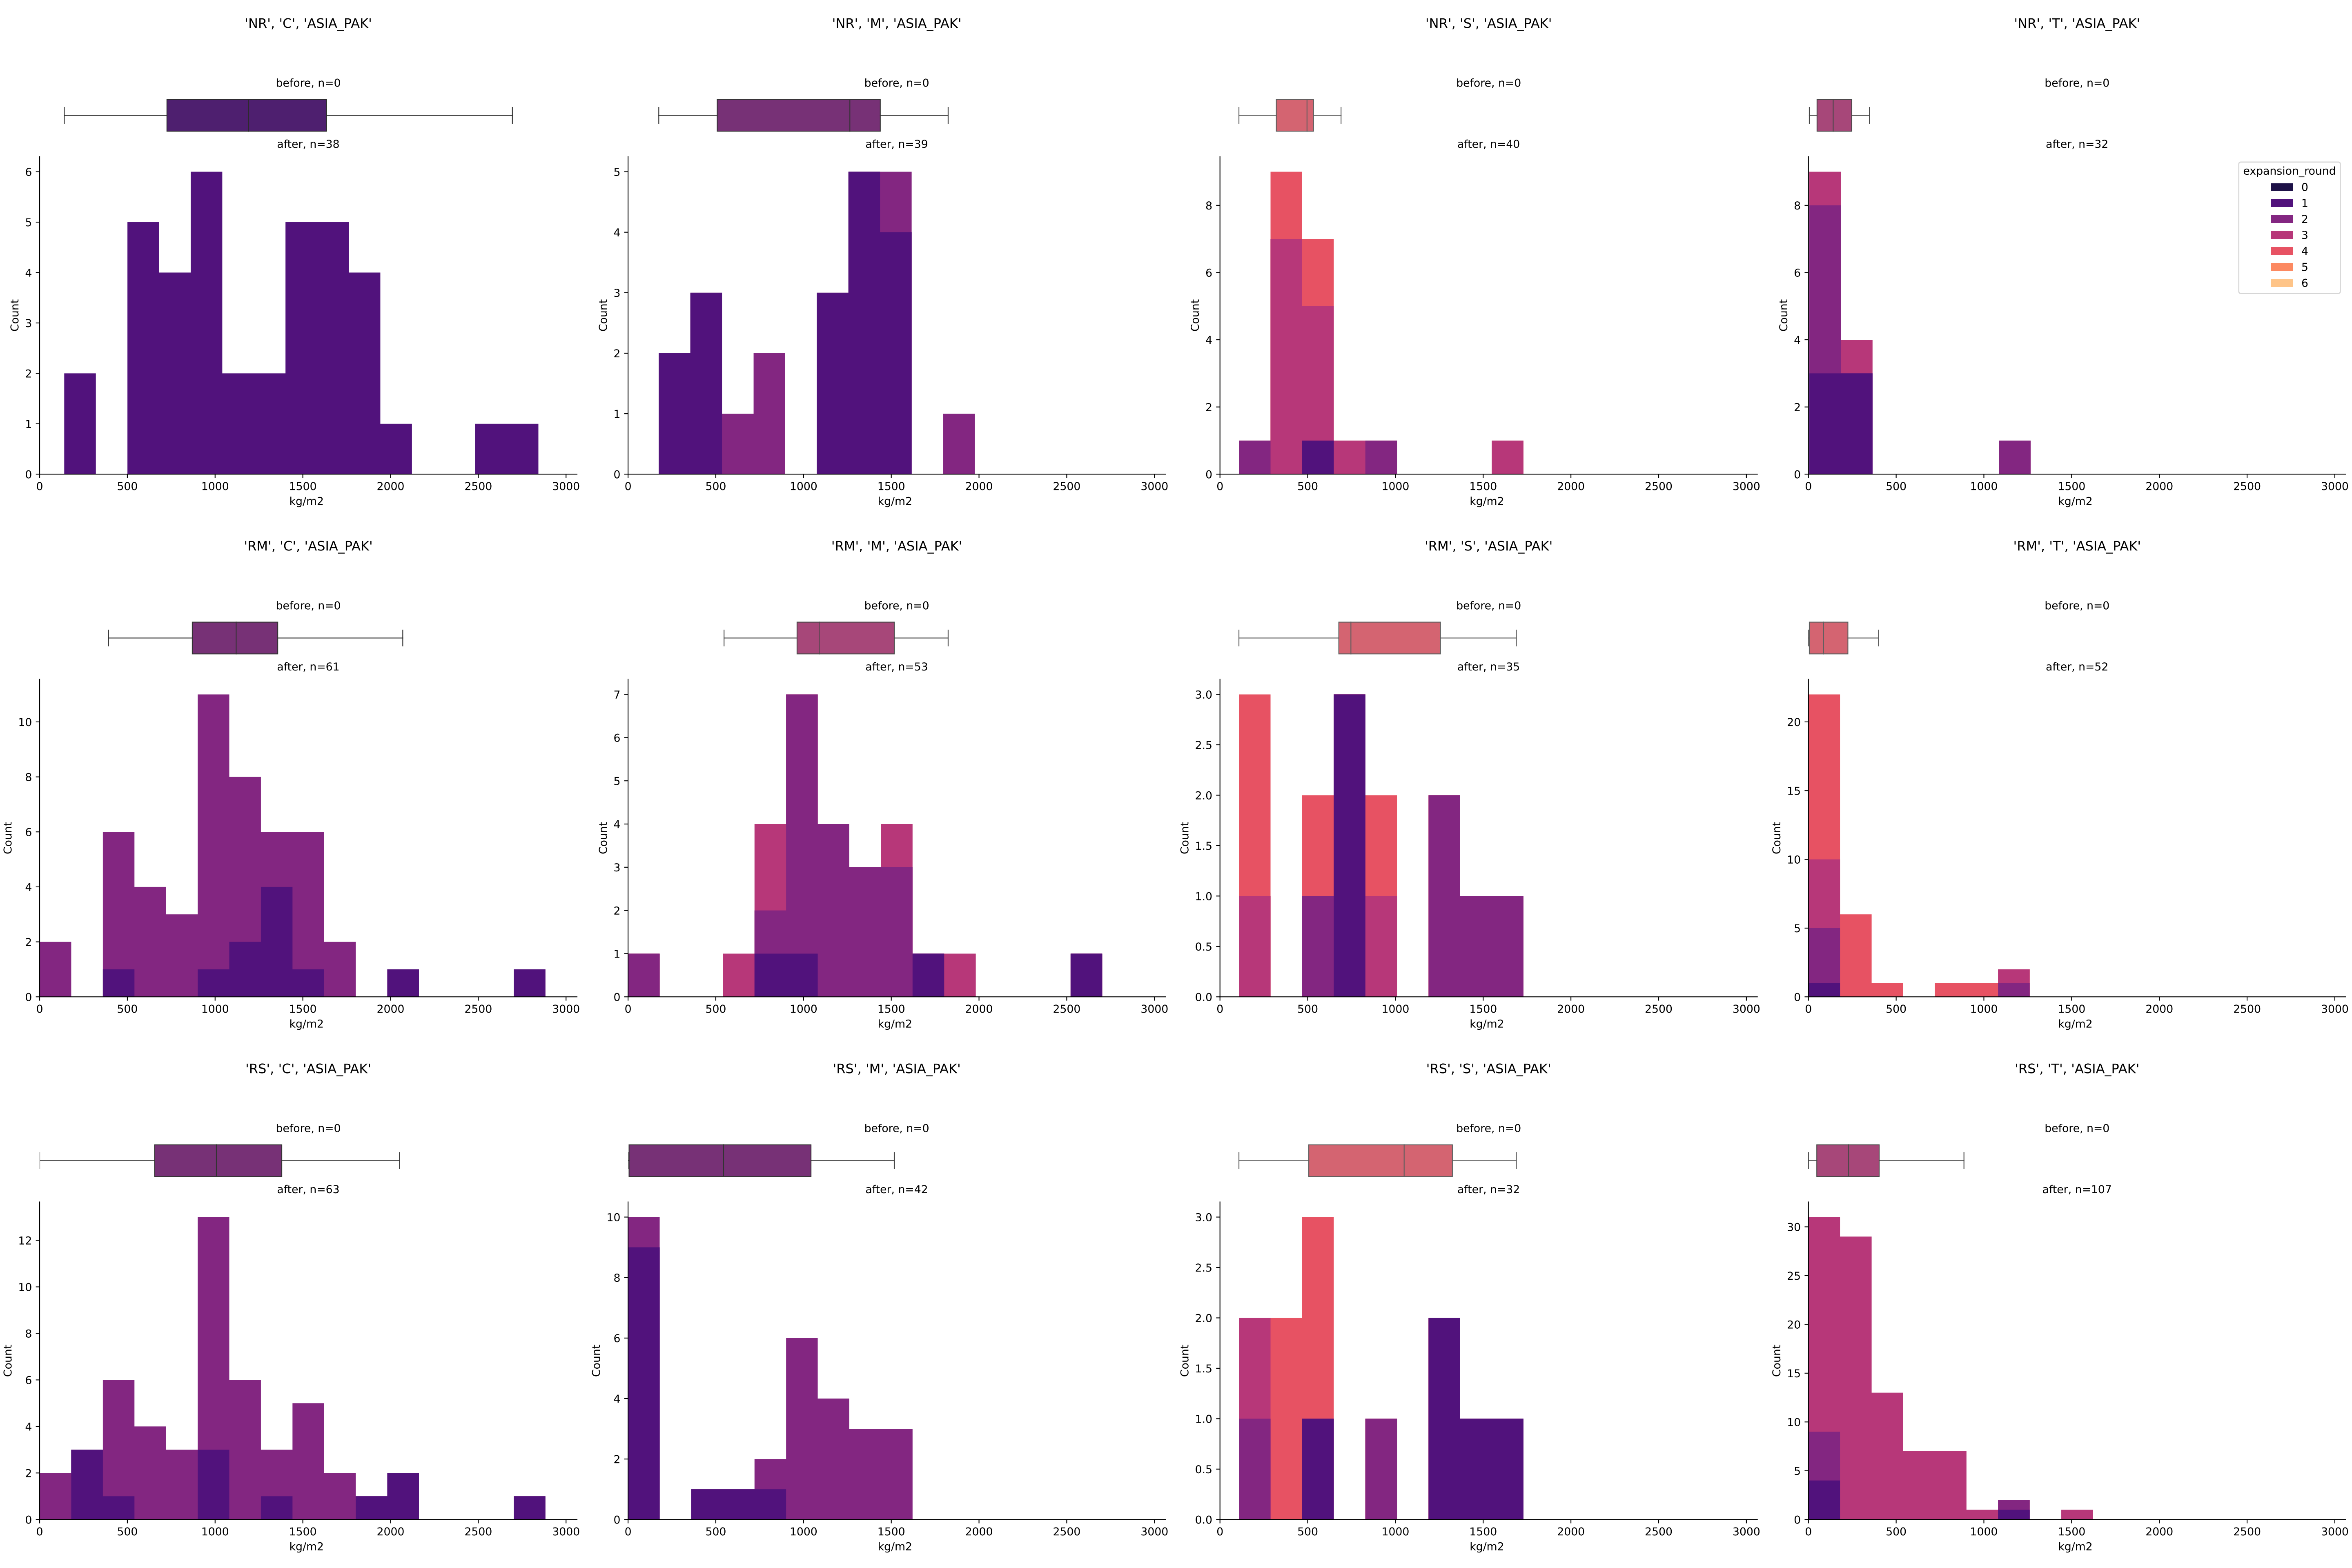 'NR', 'C', 'ASIA_PAK'
before, n=0
after, n=38
Count
6
5
4
3
2
1
0
0 500 1000 1500 2000 2500 3000
kg/m2
'NR', 'M', 'ASIA_PAK'
before, n=0
after, n=39
Count
5
4
3
2
1
0
0 500 1000 1500 2000 2500 3000
kg/m2
'NR', 'S', 'ASIA_PAK'
before, n=0
after, n=40
Count
8
6
4
2
0
0 500 1000 1500 2000 2500 3000
kg/m2
'NR', 'T', 'ASIA_PAK'
before, n=0
after, n=32
Count
8
6
4
2
0
0 500 1000 1500 2000 2500 3000
kg/m2
expansion_round
0
1
2
3
4
5
6
'RM', 'C', 'ASIA_PAK'
before, n=0
after, n=61
Count
10
8
6
4
2
0
0 500 1000 1500 2000 2500 3000
kg/m2
'RM', 'M', 'ASIA_PAK'
before, n=0
after, n=53
Count
7
6
5
4
3
2
1
0
0 500 1000 1500 2000 2500 3000
kg/m2
'RM', 'S', 'ASIA_PAK'
before, n=0
after, n=35
Count
3.0
2.5
2.0
1.5
1.0
0.5
0.0
0 500 1000 1500 2000 2500 3000
kg/m2
'RM', 'T', 'ASIA_PAK'
before, n=0
after, n=52
Count
20
15
10
5
0
0 500 1000 1500 2000 2500 3000
kg/m2
'RS', 'C', 'ASIA_PAK'
before, n=0
after, n=63
Count
12
10
8
6
4
2
0
0 500 1000 1500 2000 2500 3000
kg/m2
'RS', 'M', 'ASIA_PAK'
before, n=0
after, n=42
Count
10
8
6
4
2
0
0 500 1000 1500 2000 2500 3000
kg/m2
'RS', 'S', 'ASIA_PAK'
before, n=0
after, n=32
Count
3.0
2.5
2.0
1.5
1.0
0.5
0.0
0 500 1000 1500 2000 2500 3000
kg/m2
'RS', 'T', 'ASIA_PAK'
before, n=0
after, n=107
Count
30
25
20
15
10
5
0
0 500 1000 1500 2000 2500 3000
kg/m2